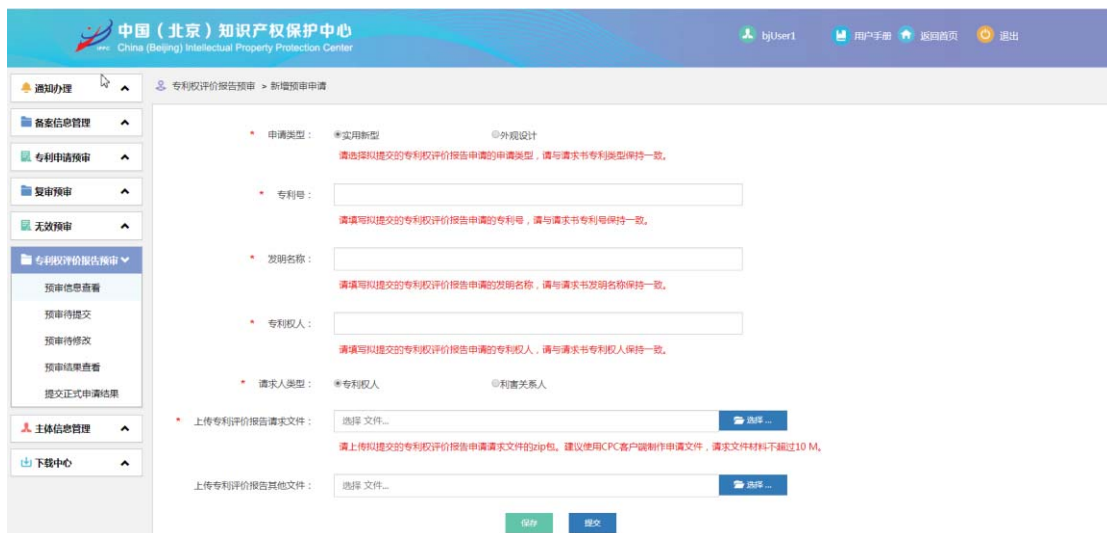 中国（北京）知识产权保护中心
China (Beijing) Intellectual Property Protection Center
bjUser1 用户手册 返回首页 退出
通知办理
专利权评价报告预审 > 新增预审申请
备案信息管理
专利申请预审
复审预审
无效预审
专利权评价报告预审
预审信息查看
预审待提交
预审待修改
预审结果查看
提交正式申请结果
主体信息管理
下载中心
* 申请类型： 实用新型 外观设计
请选择拟提交的专利权评价报告申请的申请类型，请与请求书专利类型保持一致。
* 专利号：
请填写拟提交的专利权评价报告申请的专利号，请与请求书专利号保持一致。
* 发明名称：
请填写拟提交的专利权评价报告申请的发明名称，请与请求书发明名称保持一致。
* 专利权人：
请填写拟提交的专利权评价报告申请的专利权人，请与请求书专利权人保持一致。
* 请求人类型： 专利权人 利害关系人
* 上传专利评价报告请求文件： 选择 文件... 选择 ...
请上传拟提交的专利权评价报告申请请求文件的zip包。建议使用CPC客户端制作申请文件，请求文件材料不超过10 M。
上传专利评价报告其他文件： 选择 文件... 选择 ...
保存 提交